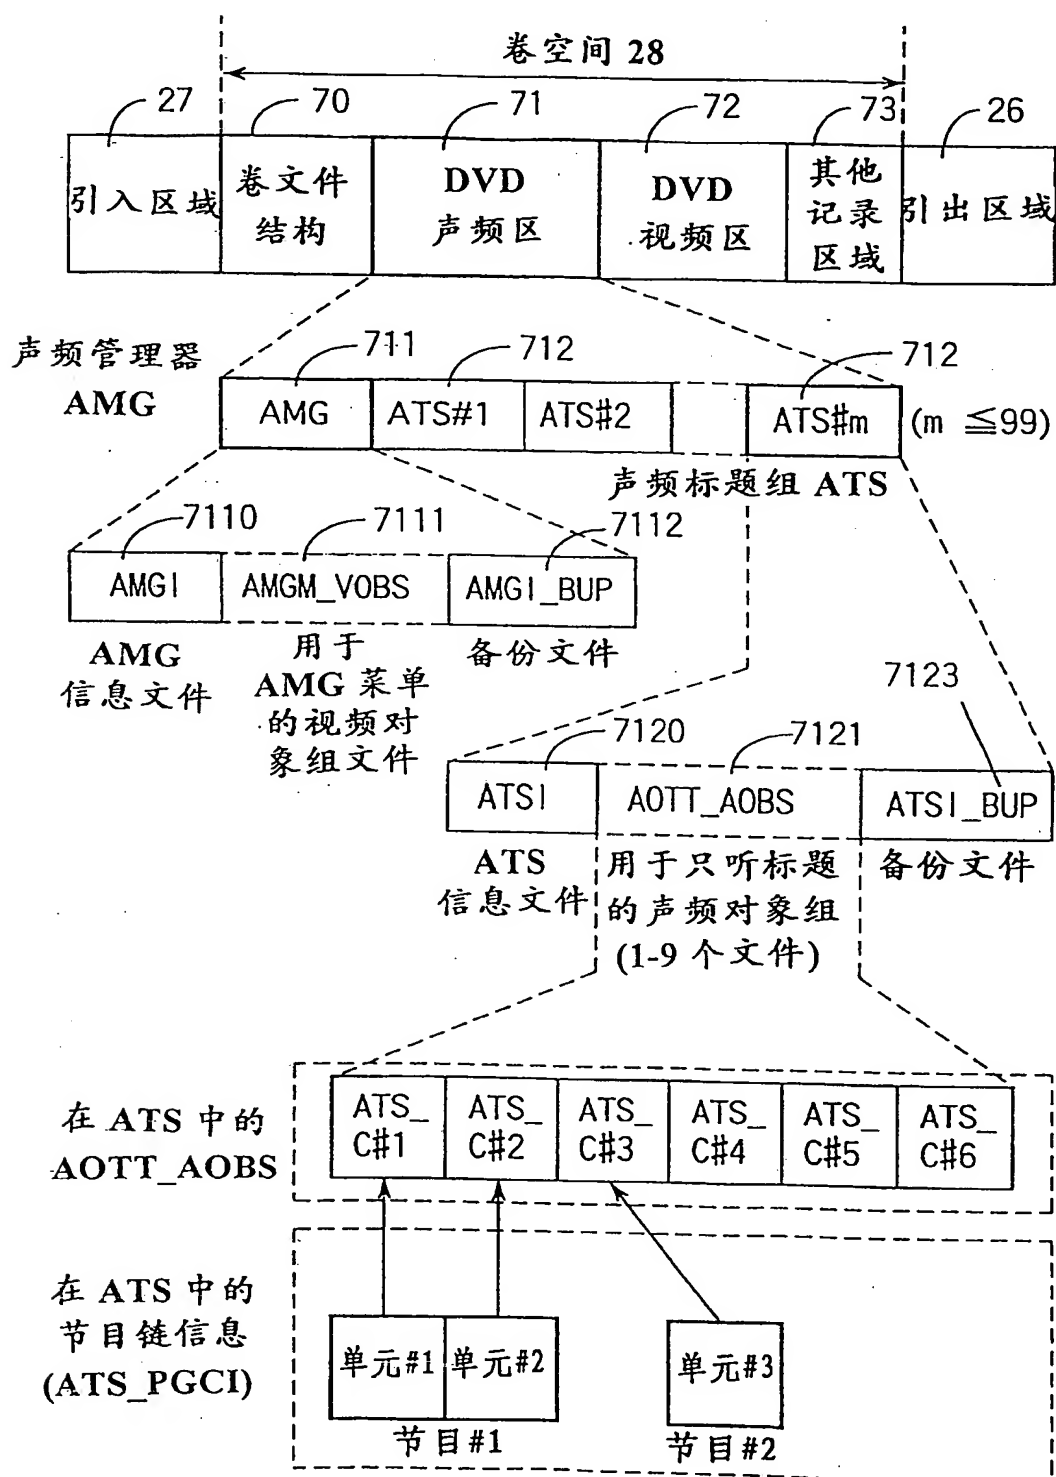 卷空间 28
27
70
71
72
73
26
引入区域
卷文件
结构
DVD
声频区
DVD
视频区
其他
记录
区域
引出区域
声频管理器
AMG
711
712
712
AMG
ATS#1
ATS#2
ATS#m
(m ≦99)
声频标题组 ATS
7110
7111
7112
AMGI
AMGM_VOBS
AMGI_BUP
AMG
信息文件
用于
AMG 菜单
的视频对
象组文件
备份文件
7120
7121
7123
ATSI
AOTT_AOBS
ATSI_BUP
ATS
信息文件
用于只听标题
的声频对象组
(1-9 个文件)
备份文件
在 ATS 中的
AOTT_AOBS
ATS_
C#1
ATS_
C#2
ATS_
C#3
ATS_
C#4
ATS_
C#5
ATS_
C#6
在 ATS 中的
节目链信息
(ATS_PGCI)
单元#1
单元#2
单元#3
节目#1
节目#2